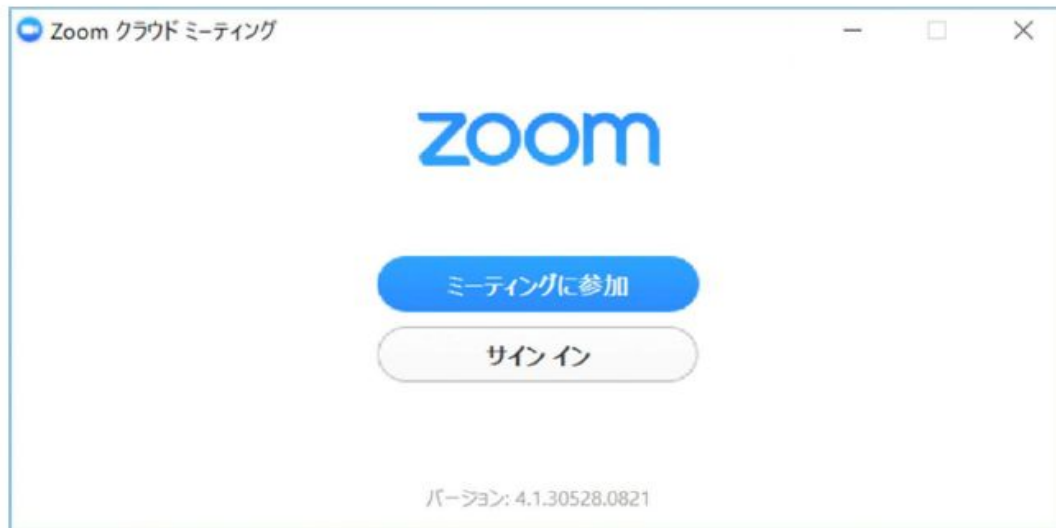 Zoom クラウド ミーティング
zoom
ミーティングに参加
サイン イン
バージョン: 4.1.30528.0821